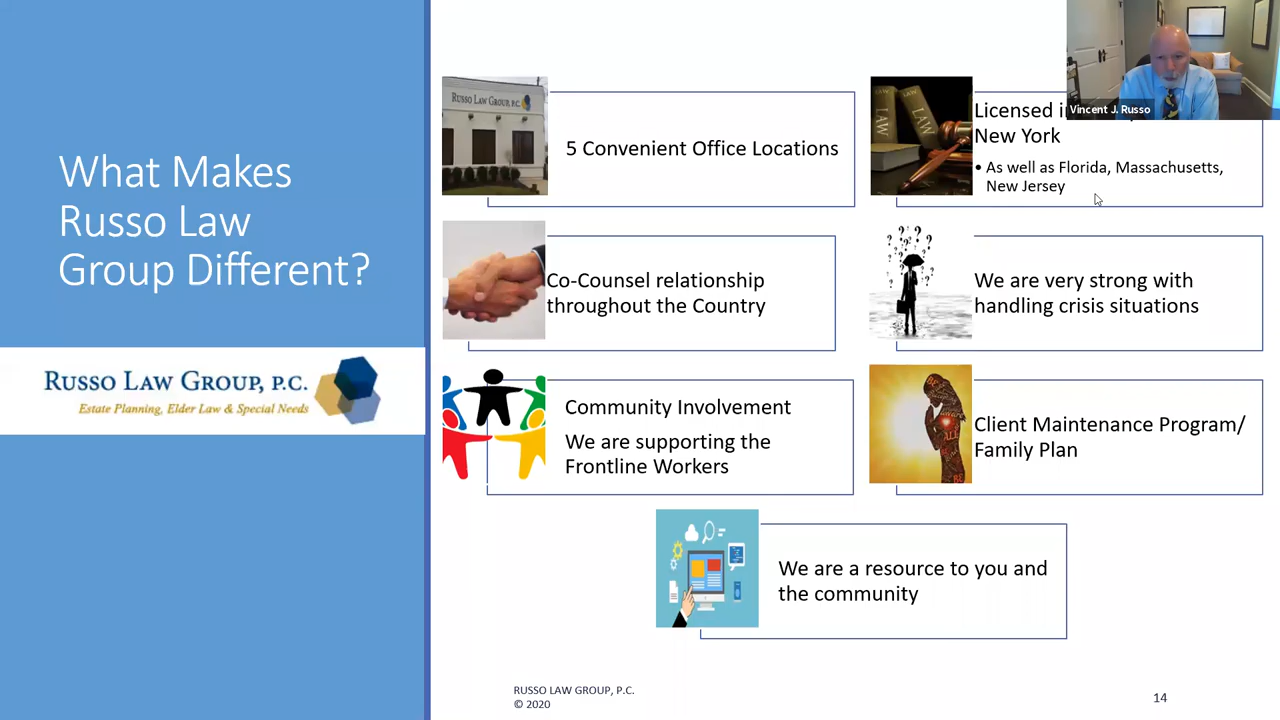 What Makes
Russo Law
Group Different?
RUSSO LAW GROUP, P.C.
Estate Planning, Elder Law & Special Needs
RUSSO LAW GROUP, P.C.
5 Convenient Office Locations
LAW
LAW
Licensed
New York
• As well as Florida, Massachusetts,
New Jersey
Vincent J. Russo
Co-Counsel relationship
throughout the Country
? ? ? ? ? ? ? ?
We are very strong with
handling crisis situations
Community Involvement
We are supporting the
Frontline Workers
Client Maintenance Program/
Family Plan
We are a resource to you and
the community
RUSSO LAW GROUP, P.C.
© 2020
14